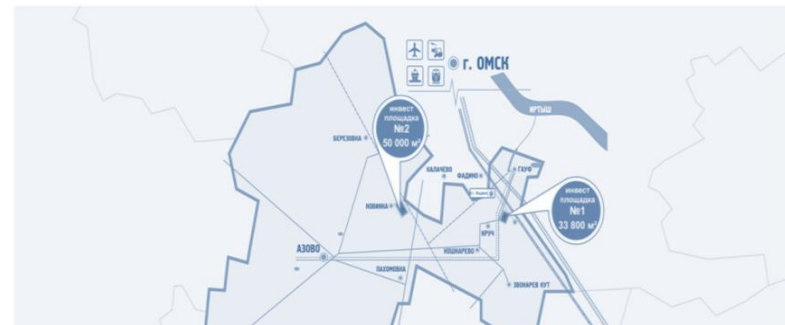 г. ОМСК
ИРТЫШ
ИНВЕСТ
ПЛОЩАДКА
№2
50 000 м²
БЕРЕЗОВКА
КАЛАЧЕВО
ФАДИНО
ГАУФ
НОВИНКА
ИНВЕСТ
ПЛОЩАДКА
№1
33 800 м²
КРУЧ
АЗОВО
КОШКАРЕВО
ПАХОМОВКА
ЗВОНАРЕВ КУТ